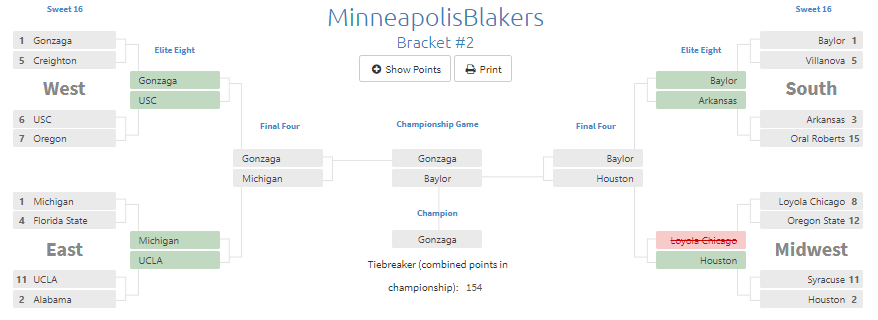 MinneapolisBlakers
Bracket #2
Show Points
Print
Sweet 16
1 Gonzaga
5 Creighton
West
6 USC
7 Oregon
1 Michigan
4 Florida State
East
11 UCLA
2 Alabama
Elite Eight
Gonzaga
USC
Michigan
UCLA
Final Four
Gonzaga
Michigan
Championship Game
Gonzaga
Baylor
Champion
Gonzaga
Tiebreaker (combined points in
championship): 154
Final Four
Baylor
Houston
Elite Eight
Baylor
Arkansas
Loyola Chicago
Houston
Sweet 16
Baylor 1
Villanova 5
South
Arkansas 3
Oral Roberts 15
Loyola Chicago 8
Oregon State 12
Midwest
Syracuse 11
Houston 2